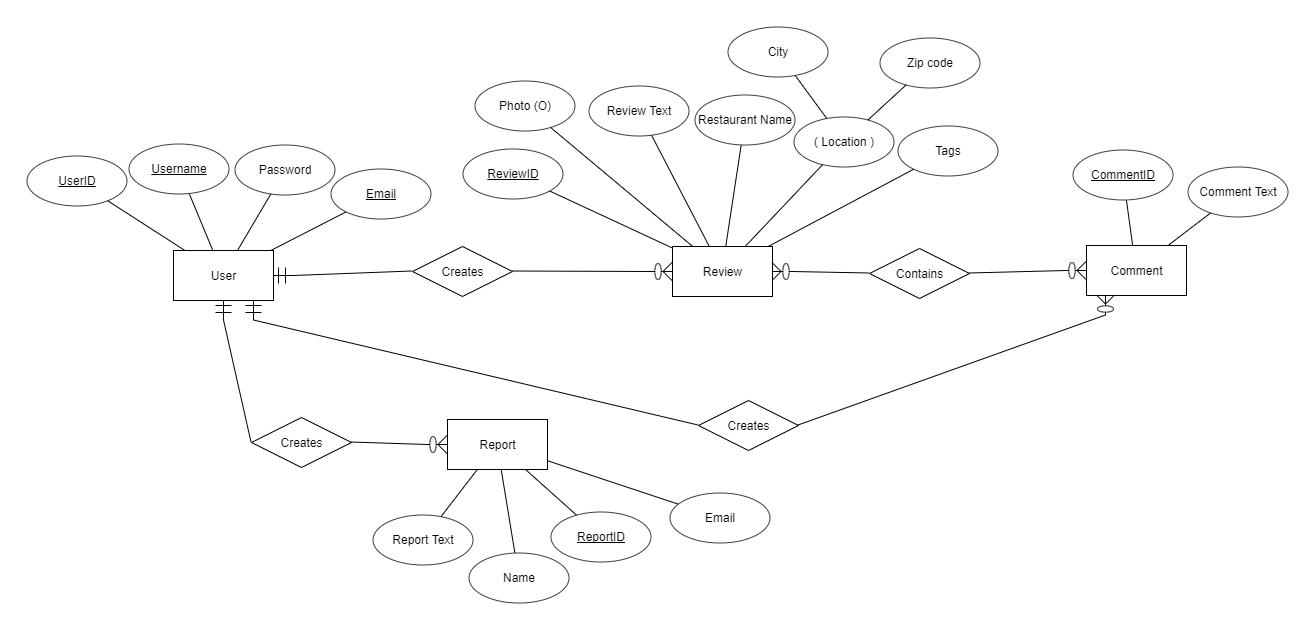 City
Zip code
Photo (O)
Review Text
Restaurant Name
( Location )
Tags
UserID
Username
Password
Email
ReviewID
CommentID
Comment Text
User
Creates
Review
Contains
Comment
Creates
Report
Creates
Report Text
Name
ReportID
Email